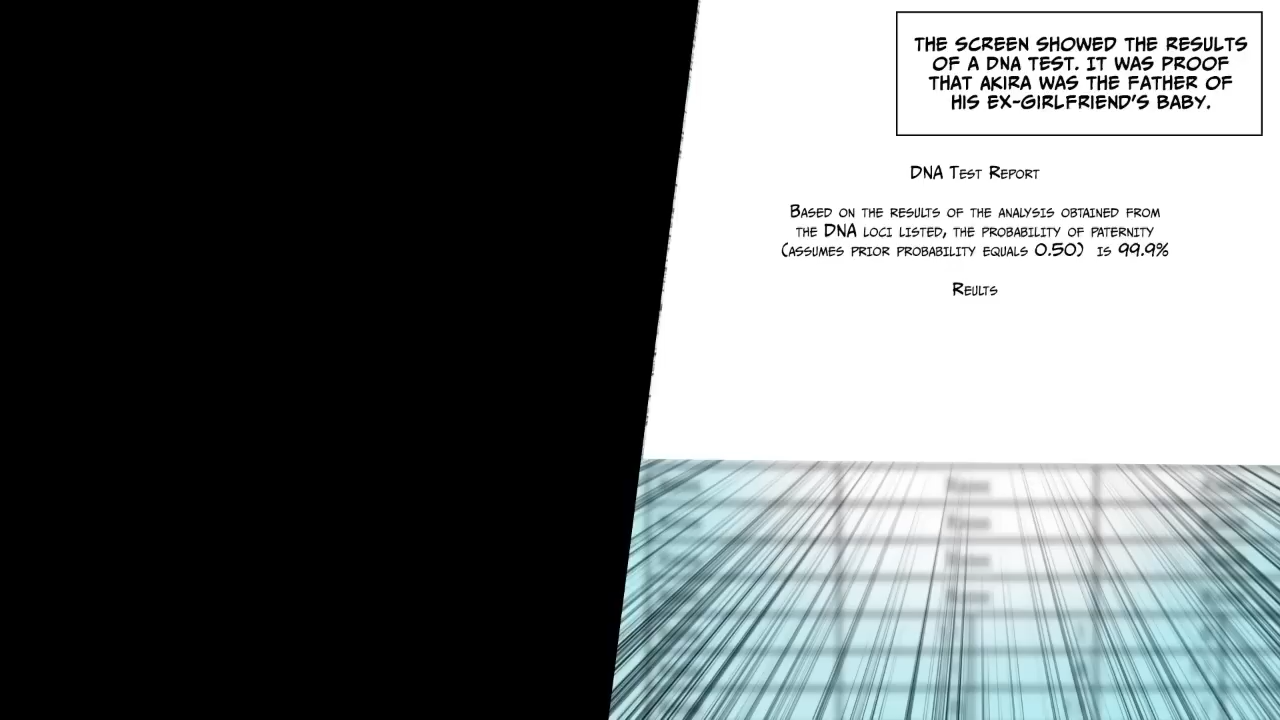 THE SCREEN SHOWED THE RESULTS
OF A DNA TEST. IT WAS PROOF
THAT AKIRA WAS THE FATHER OF
HIS EX-GIRLFRIEND'S BABY.
DNA Test Report
Based on the results of the analysis obtained from
the DNA loci listed, the probability of paternity
(assumes prior probability equals 0.50) is 99.9%
Reults